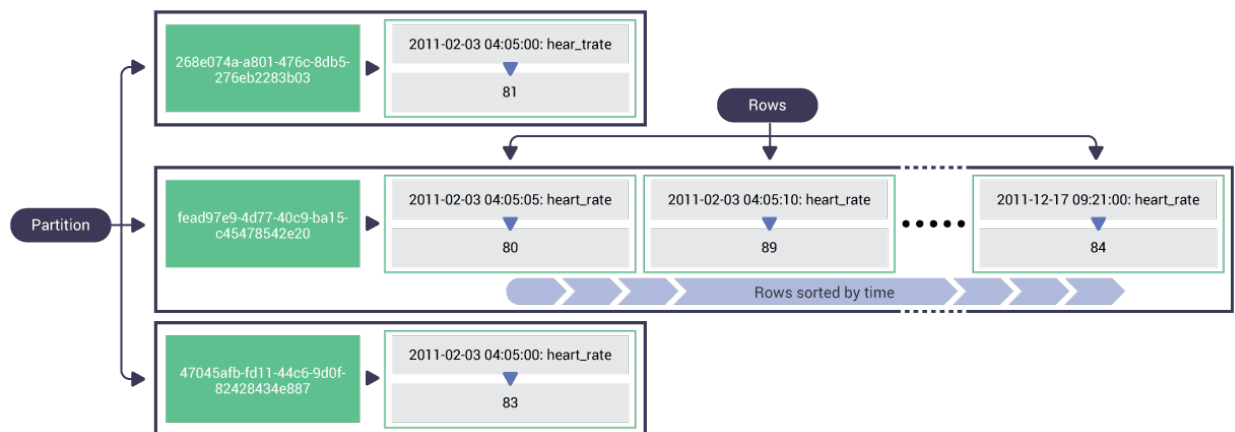 268e074a-a801-476c-8db5-
276eb2283b03
2011-02-03 04:05:00: hear_trate
81
Rows
Partition
fead97e9-4d77-40c9-ba15-
c45478542e20
2011-02-03 04:05:05: heart_rate
80
2011-02-03 04:05:10: heart_rate
89
2011-12-17 09:21:00: heart_rate
84
Rows sorted by time
47045afb-fd11-44c6-9d0f-
82428434e887
2011-02-03 04:05:00: heart_rate
83